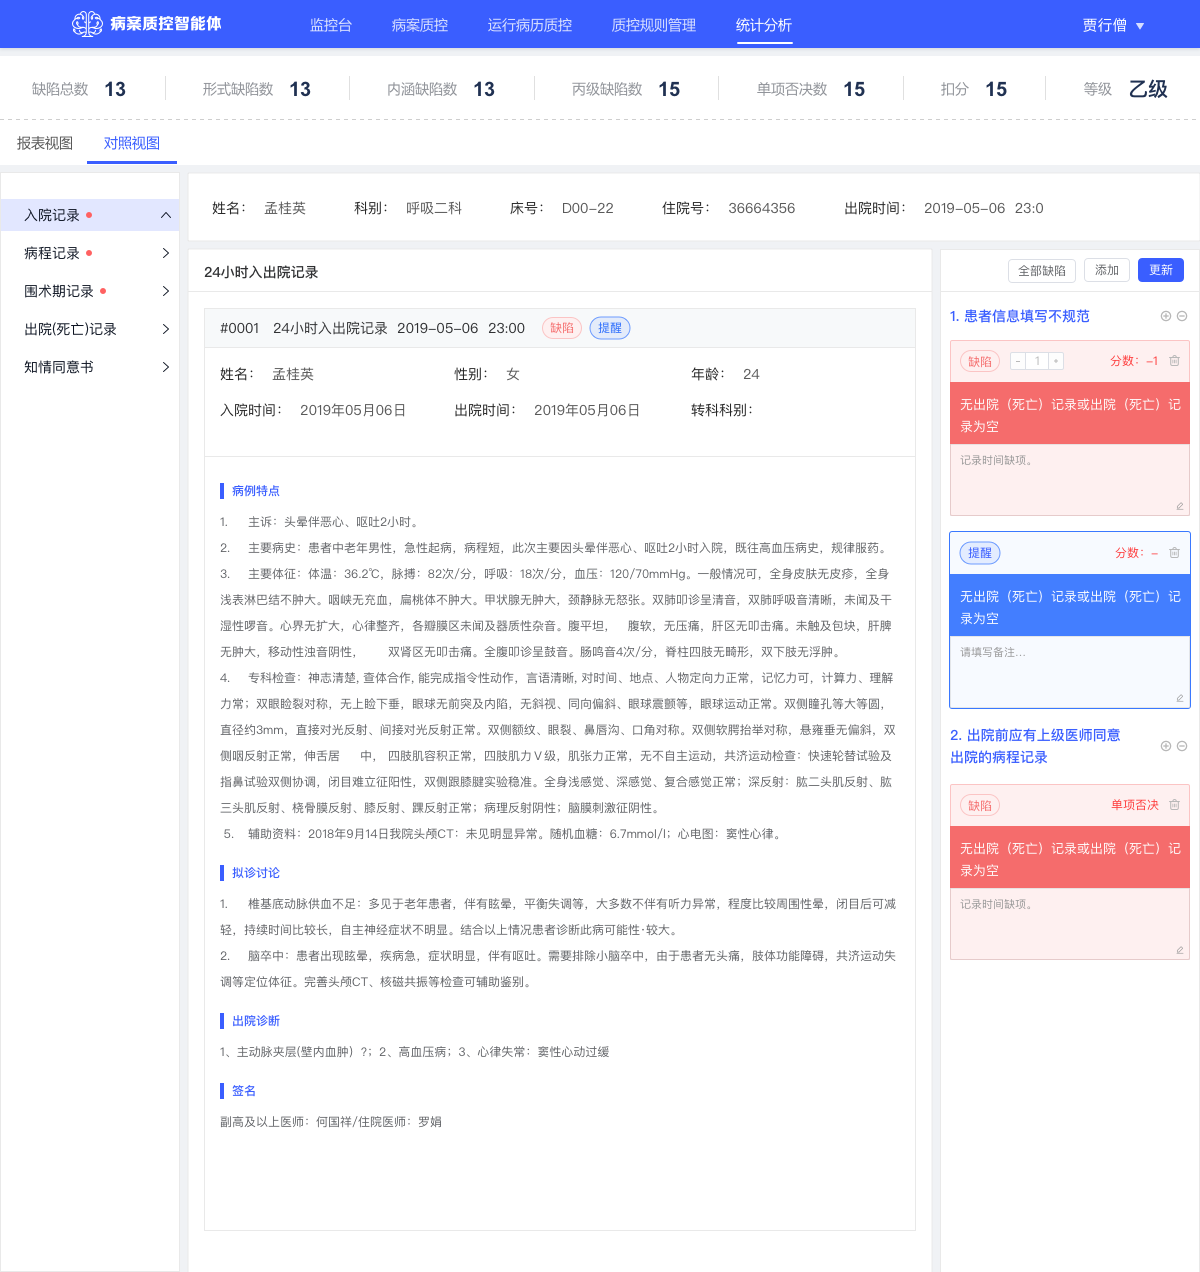 病案质控智能体 监控台 病案质控 运行病历质控 质控规则管理 统计分析 贾行僧
缺陷总数 13 形式缺陷数 13 内涵缺陷数 13 丙级缺陷数 15 单项否决数 15 扣分 15 等级 乙级
报表视图 对照视图
入院记录
病程记录
围术期记录
出院(死亡)记录
知情同意书
姓名： 孟桂英 科别： 呼吸二科 床号： D00-22 住院号： 36664356 出院时间： 2019-05-06 23:0
24小时入出院记录
#0001 24小时入出院记录 2019-05-06 23:00 缺陷 提醒
姓名： 孟桂英 性别： 女 年龄： 24
入院时间： 2019年05月06日 出院时间： 2019年05月06日 转科科别：
病例特点
1. 主诉：头晕伴恶心、呕吐2小时。
2. 主要病史：患者中老年男性，急性起病，病程短，此次主要因头晕伴恶心、呕吐2小时入院，既往高血压病史，规律服药。
3. 主要体征：体温：36.2℃，脉搏：82次/分，呼吸：18次/分，血压：120/70mmHg。一般情况可，全身皮肤无皮疹，全身
浅表淋巴结不肿大。咽峡无充血，扁桃体不肿大。甲状腺无肿大，颈静脉无怒张。双肺叩诊呈清音，双肺呼吸音清晰，未闻及干
湿性啰音。心界无扩大，心律整齐，各瓣膜区未闻及器质性杂音。腹平坦， 腹软，无压痛，肝区无叩击痛。未触及包块，肝脾
无肿大，移动性浊音阴性， 双肾区无叩击痛。全腹叩诊呈鼓音。肠鸣音4次/分，脊柱四肢无畸形，双下肢无浮肿。
4. 专科检查：神志清楚, 查体合作, 能完成指令性动作，言语清晰, 对时间、地点、人物定向力正常，记忆力可，计算力、理解
力常；双眼睑裂对称，无上睑下垂，眼球无前突及内陷，无斜视、同向偏斜、眼球震颤等，眼球运动正常。双侧瞳孔等大等圆，
直径约3mm，直接对光反射、间接对光反射正常。双侧额纹、眼裂、鼻唇沟、口角对称。双侧软腭抬举对称，悬雍垂无偏斜，双
侧咽反射正常，伸舌居 中， 四肢肌容积正常，四肢肌力Ⅴ级，肌张力正常，无不自主运动，共济运动检查：快速轮替试验及
指鼻试验双侧协调，闭目难立征阳性，双侧跟膝腱实验稳准。全身浅感觉、深感觉、复合感觉正常；深反射：肱二头肌反射、肱
三头肌反射、桡骨膜反射、膝反射、踝反射正常；病理反射阴性；脑膜刺激征阴性。
5. 辅助资料：2018年9月14日我院头颅CT：未见明显异常。随机血糖：6.7mmol/l；心电图：窦性心律。
拟诊讨论
1. 椎基底动脉供血不足：多见于老年患者，伴有眩晕，平衡失调等，大多数不伴有听力异常，程度比较周围性晕，闭目后可减
轻，持续时间比较长，自主神经症状不明显。结合以上情况患者诊断此病可能性·较大。
2. 脑卒中：患者出现眩晕，疾病急，症状明显，伴有呕吐。需要排除小脑卒中，由于患者无头痛，肢体功能障碍，共济运动失
调等定位体征。完善头颅CT、核磁共振等检查可辅助鉴别。
出院诊断
1、主动脉夹层(壁内血肿）?；2、高血压病；3、心律失常：窦性心动过缓
签名
副高及以上医师：何国祥/住院医师：罗娟
全部缺陷 添加 更新
1. 患者信息填写不规范
缺陷 - 1 + 分数：-1
无出院（死亡）记录或出院（死亡）记
录为空
记录时间缺项。
提醒 分数：-
无出院（死亡）记录或出院（死亡）记
录为空
请填写备注...
2. 出院前应有上级医师同意
出院的病程记录
缺陷 单项否决
无出院（死亡）记录或出院（死亡）记
录为空
记录时间缺项。